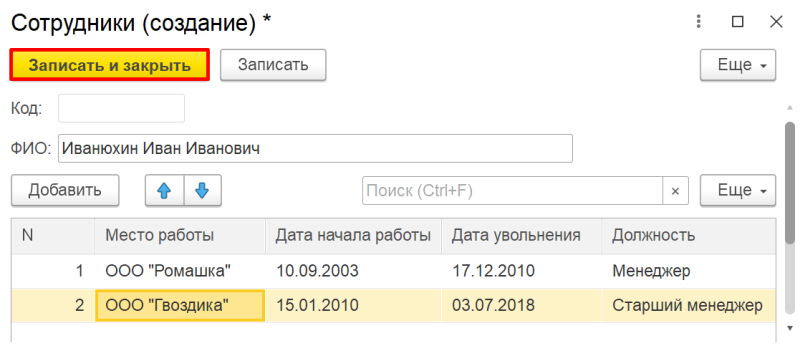 Сотрудники (создание) *
Записать и закрыть Записать Еще
Код:
ФИО: Иванюхин Иван Иванович
Добавить Поиск (Ctrl+F) × Еще
N Место работы Дата начала работы Дата увольнения Должность
1 ООО "Ромашка" 10.09.2003 17.12.2010 Менеджер
2 ООО "Гвоздика" 15.01.2010 03.07.2018 Старший менеджер